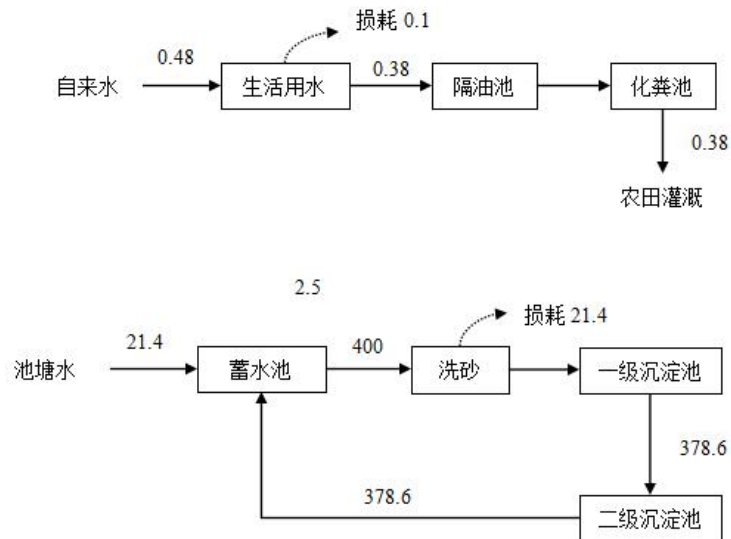 损耗 0.1
0.48
0.38
自来水
生活用水
隔油池
化粪池
0.38
农田灌溉
2.5
损耗 21.4
21.4
400
池塘水
蓄水池
洗砂
一级沉淀池
378.6
378.6
二级沉淀池